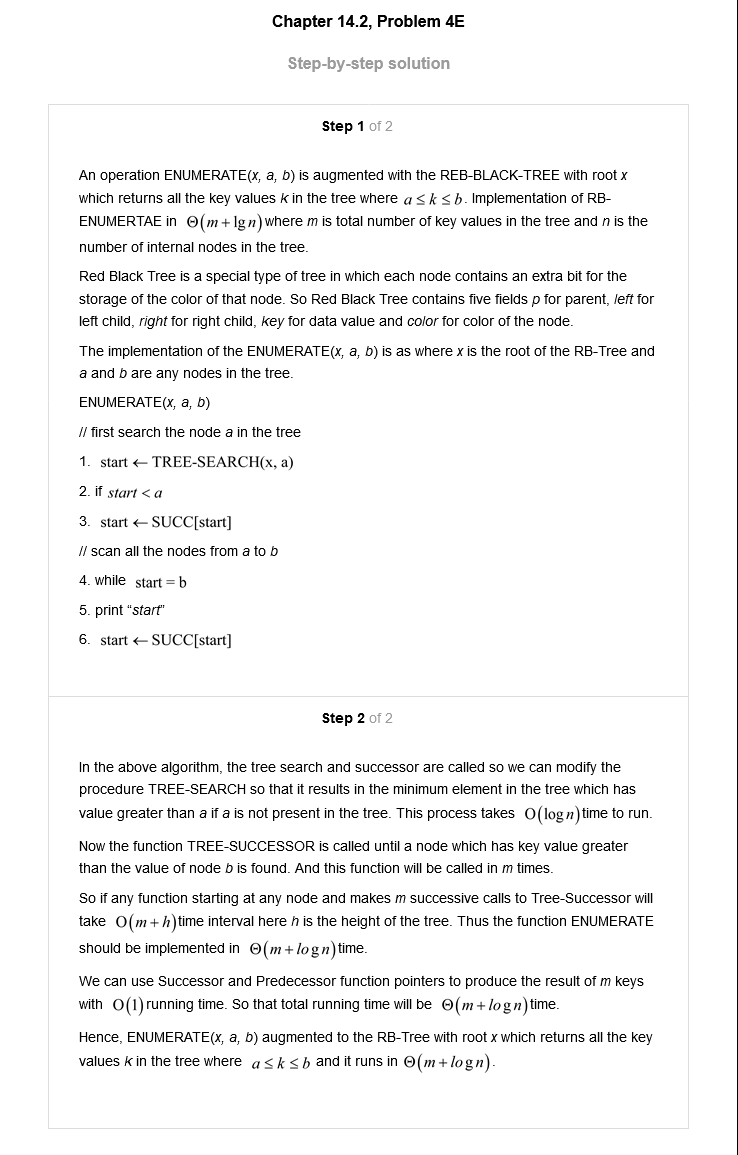 Chapter 14.2, Problem 4E
Step-by-step solution
Step 1 of 2
An operation ENUMERATE(x, a, b) is augmented with the REB-BLACK-TREE with root x
which returns all the key values k in the tree where a ≤ k ≤ b. Implementation of RB-
ENUMERTAE in Θ(m + lg n) where m is total number of key values in the tree and n is the
number of internal nodes in the tree.
Red Black Tree is a special type of tree in which each node contains an extra bit for the
storage of the color of that node. So Red Black Tree contains five fields p for parent, left for
left child, right for right child, key for data value and color for color of the node.
The implementation of the ENUMERATE(x, a, b) is as where x is the root of the RB-Tree and
a and b are any nodes in the tree.
ENUMERATE(x, a, b)
// first search the node a in the tree
1. start ← TREE-SEARCH(x, a)
2. if start < a
3. start ← SUCC[start]
// scan all the nodes from a to b
4. while start = b
5. print “start”
6. start ← SUCC[start]
Step 2 of 2
In the above algorithm, the tree search and successor are called so we can modify the
procedure TREE-SEARCH so that it results in the minimum element in the tree which has
value greater than a if a is not present in the tree. This process takes O(log n) time to run.
Now the function TREE-SUCCESSOR is called until a node which has key value greater
than the value of node b is found. And this function will be called in m times.
So if any function starting at any node and makes m successive calls to Tree-Successor will
take O(m + h) time interval here h is the height of the tree. Thus the function ENUMERATE
should be implemented in Θ(m + log n) time.
We can use Successor and Predecessor function pointers to produce the result of m keys
with O(1) running time. So that total running time will be Θ(m + log n) time.
Hence, ENUMERATE(x, a, b) augmented to the RB-Tree with root x which returns all the key
values k in the tree where a ≤ k ≤ b and it runs in Θ(m + log n).